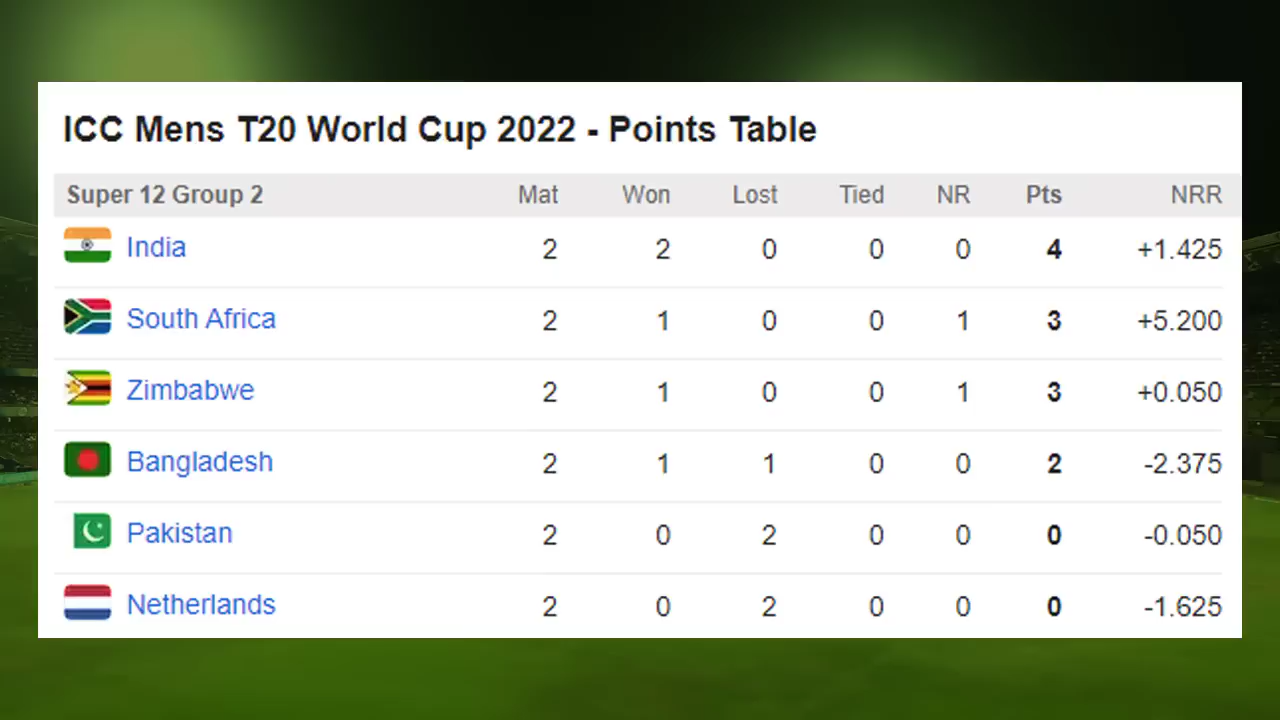 ICC Mens T20 World Cup 2022 - Points Table
Super 12 Group 2 Mat Won Lost Tied NR Pts NRR
India 2 2 0 0 0 4 +1.425
South Africa 2 1 0 0 1 3 +5.200
Zimbabwe 2 1 0 0 1 3 +0.050
Bangladesh 2 1 1 0 0 2 -2.375
Pakistan 2 0 2 0 0 0 -0.050
Netherlands 2 0 2 0 0 0 -1.625